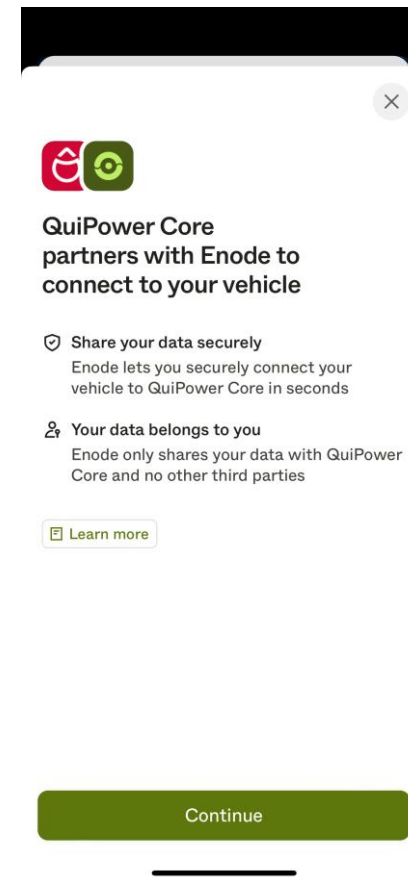 QuiPower Core
partners with Enode to
connect to your vehicle
Share your data securely
Enode lets you securely connect your
vehicle to QuiPower Core in seconds
Your data belongs to you
Enode only shares your data with QuiPower
Core and no other third parties
Learn more
Continue